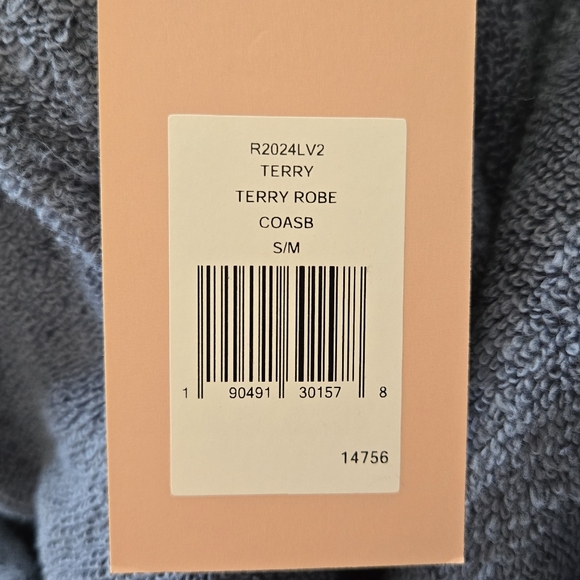 R2024LV2
TERRY
TERRY ROBE
COASB
S/M
1 90491 30157 8
14756